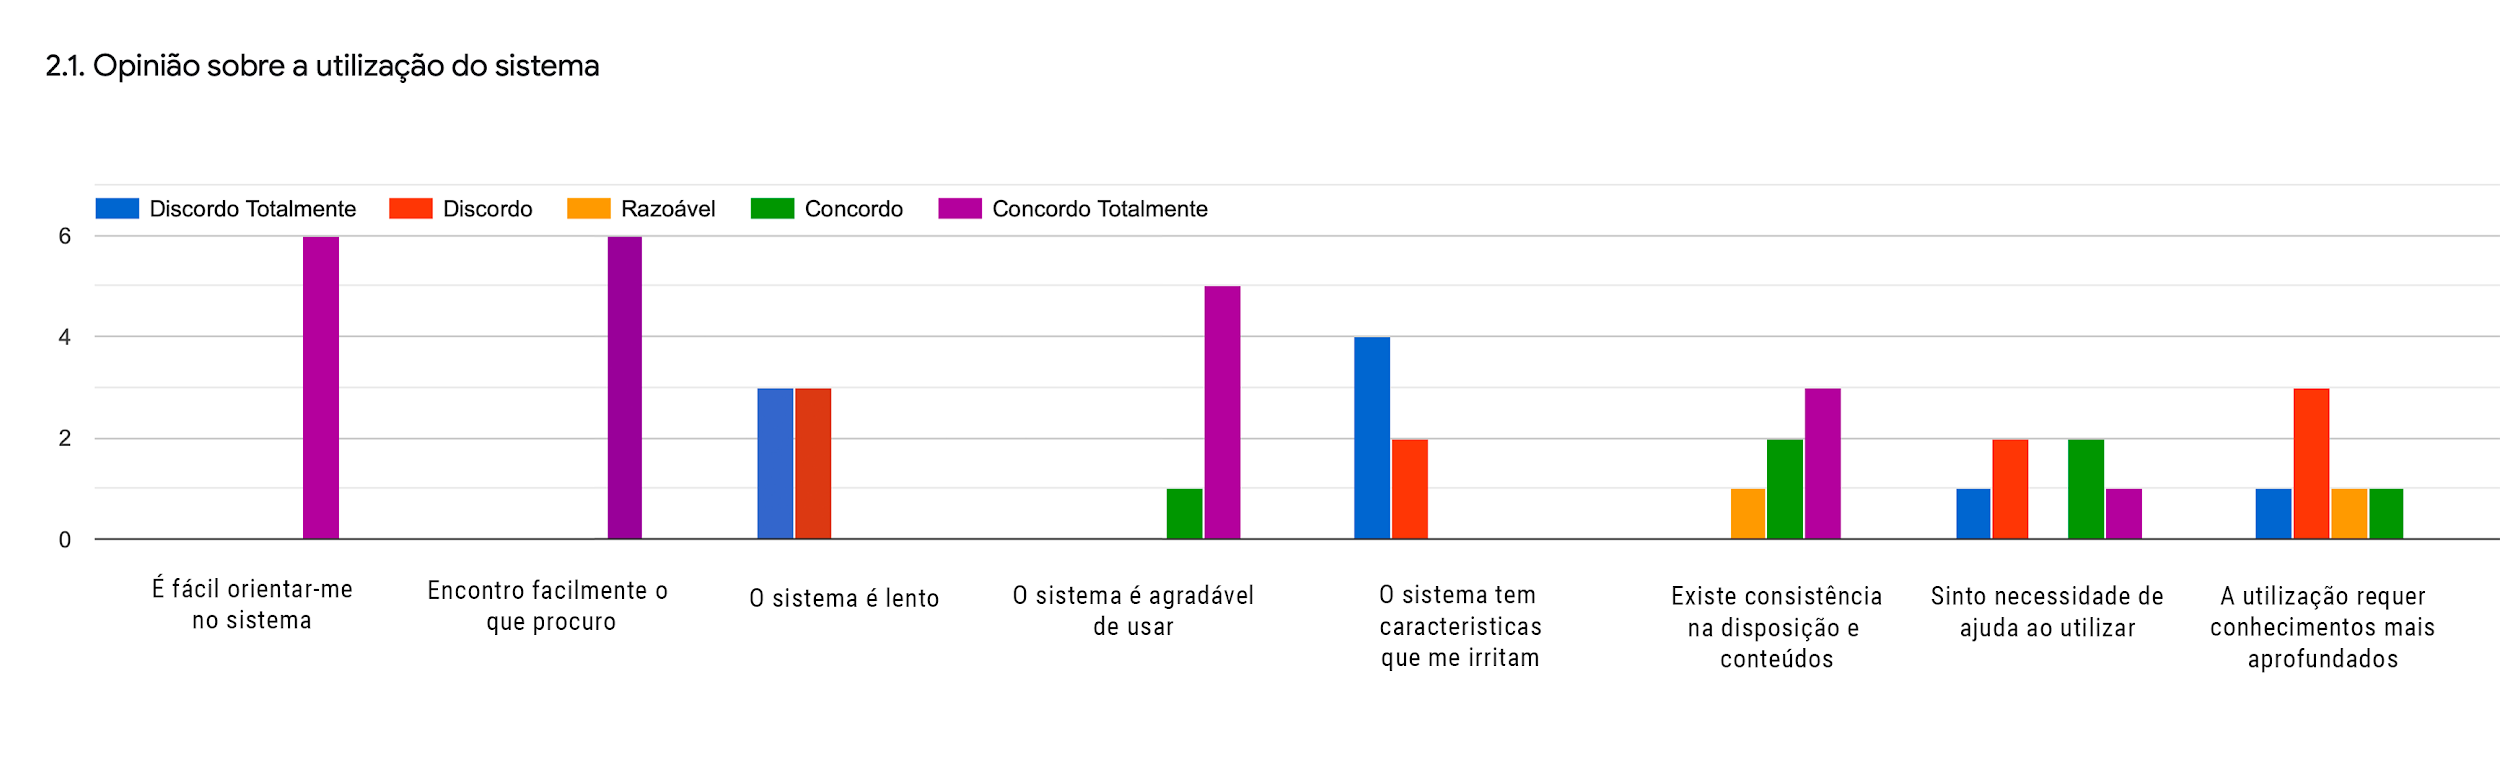 2.1. Opinião sobre a utilização do sistema
Discordo Totalmente
Discordo
Razoável
Concordo
Concordo Totalmente
6
4
2
0
É fácil orientar-me
no sistema
Encontro facilmente o
que procuro
O sistema é lento
O sistema é agradável
de usar
O sistema tem
caracteristicas
que me irritam
Existe consistência
na disposição e
conteúdos
Sinto necessidade de
ajuda ao utilizar
A utilização requer
conhecimentos mais
aprofundados